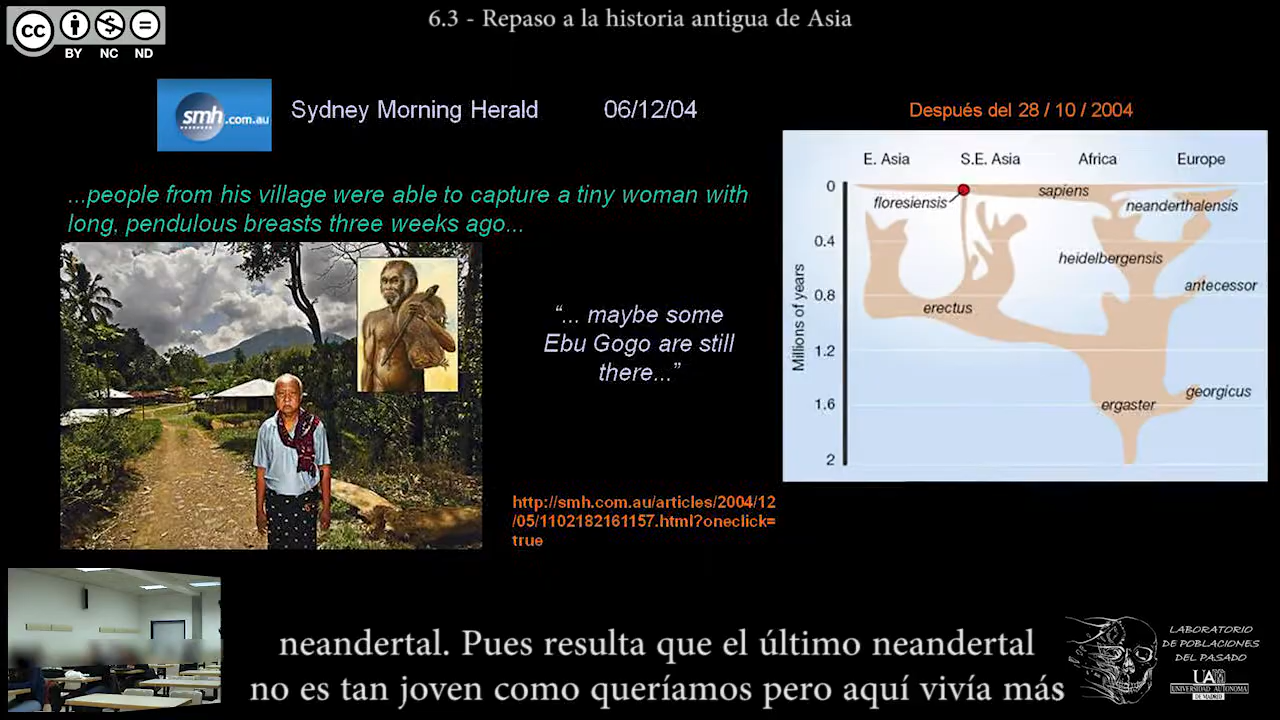 6.3 - Repaso a la historia antigua de Asia
cc
BY NC ND
smh.com.au
Sydney Morning Herald 06/12/04
...people from his village were able to capture a tiny woman with
long, pendulous breasts three weeks ago...
“... maybe some
Ebu Gogo are still
there...”
http://smh.com.au/articles/2004/12
/05/1102182161157.html?oneclick=
true
Después del 28 / 10 / 2004
E. Asia S.E. Asia Africa Europe
Millions of years
0
0.4
0.8
1.2
1.6
2
sapiens
floresiensis
neanderthalensis
heidelbergensis
antecessor
erectus
georgicus
ergaster
neandertal. Pues resulta que el último neandertal
no es tan joven como queríamos pero aquí vivía más
LABORATORIO
DE POBLACIONES
DEL PASADO
UAM
UNIVERSIDAD AUTONOMA
DE MADRID